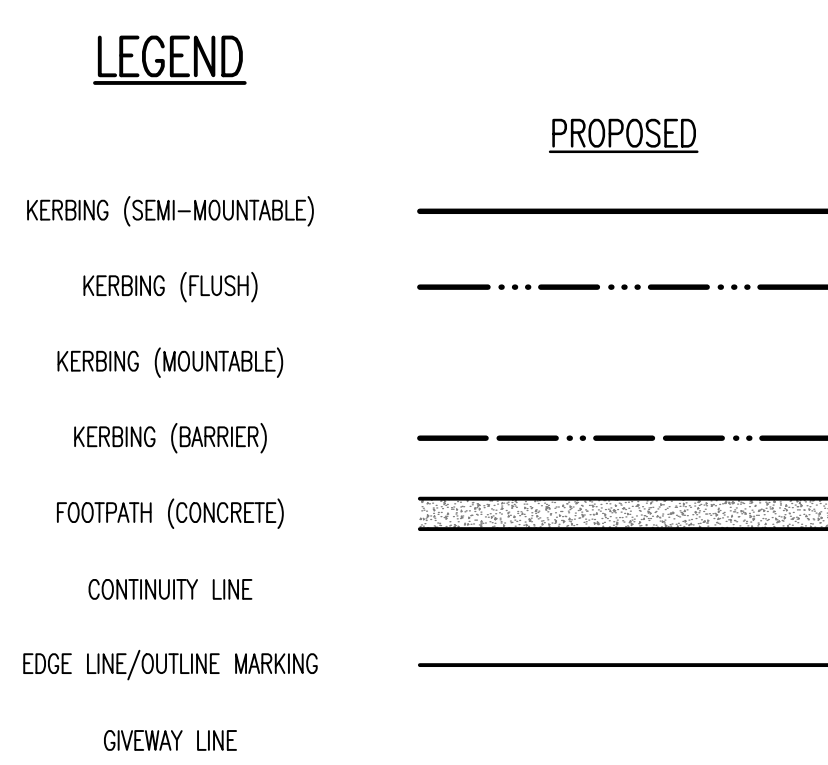 LEGEND
PROPOSED
KERBING (SEMI-MOUNTABLE)
KERBING (FLUSH)
KERBING (MOUNTABLE)
KERBING (BARRIER)
FOOTPATH (CONCRETE)
CONTINUITY LINE
EDGE LINE/OUTLINE MARKING
GIVEWAY LINE